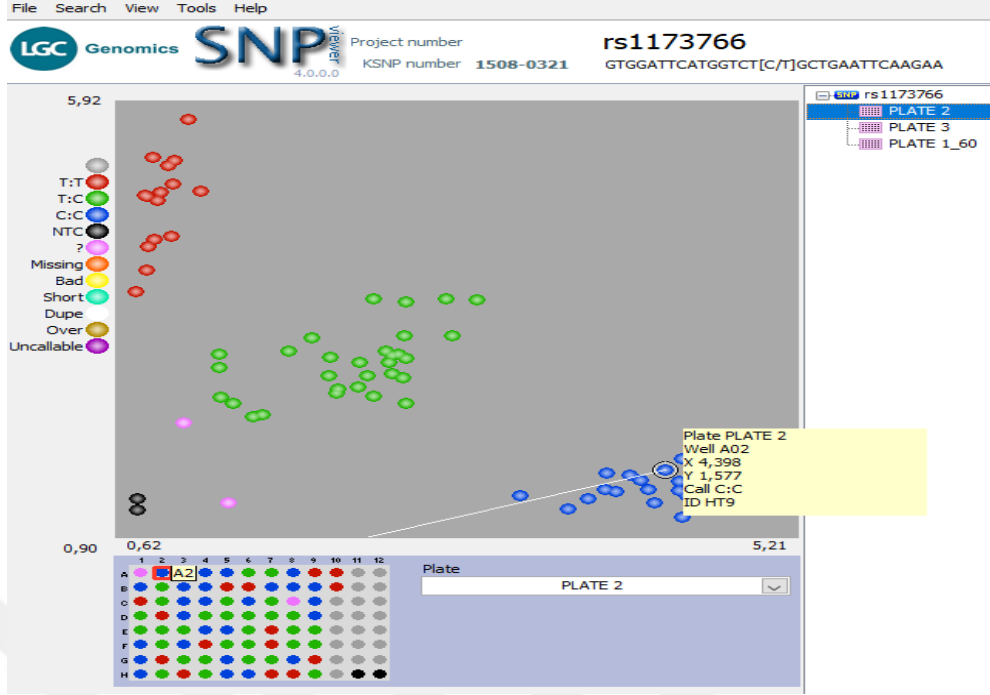 File Search View Tools Help
LGC Genomics SNP viewer 4.0.0.0
Project number
KSNP number 1508-0321
rs1173766
GTGGATTCATGGTCT[C/T]GCTGAATTCAAGAA
SNP rs1173766
PLATE 2
PLATE 3
PLATE 1_60
5,92
T:T
T:C
C:C
NTC
?
Missing
Bad
Short
Dupe
Over
Uncallable
Plate PLATE 2
Well A02
X 4,398
Y 1,577
Call C:C
ID HT9
0,90
0,62
5,21
1 2 3 4 5 6 7 8 9 10 11 12
A
A2
B
C
D
E
F
G
H
Plate
PLATE 2